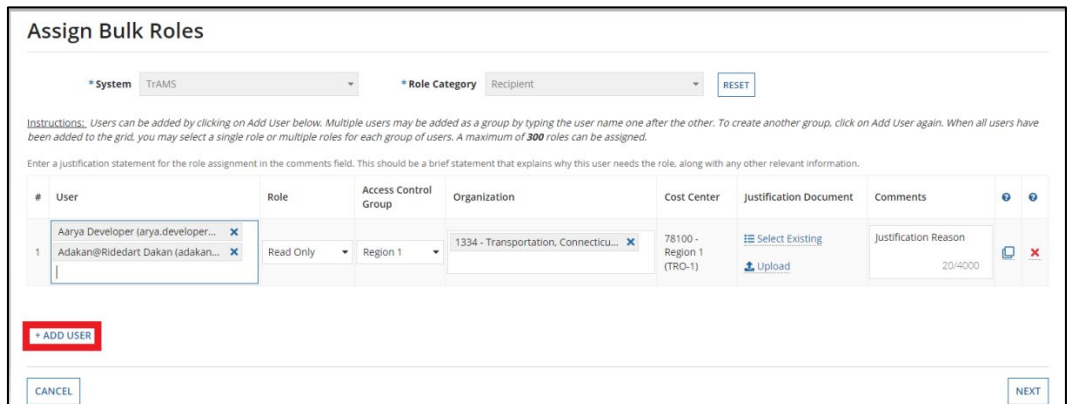 Assign Bulk Roles
* System TrAMS * Role Category Recipient RESET
Instructions: Users can be added by clicking on Add User below. Multiple users may be added as a group by typing the user name one after the other. To create another group, click on Add User again. When all users have
been added to the grid, you may select a single role or multiple roles for each group of users. A maximum of 300 roles can be assigned.
Enter a justification statement for the role assignment in the comments field. This should be a brief statement that explains why this user needs the role, along with any other relevant information.
# User Role Access Control Group Organization Cost Center Justification Document Comments
1 Aarya Developer (arya.developer...
Adakan@Ridedart Dakan (adakan...
Read Only Region 1 1334 - Transportation, Connecticu...
78100 -
Region 1
(TRO-1)
Select Existing
Upload
Justification Reason
20/4000
+ ADD USER
CANCEL NEXT